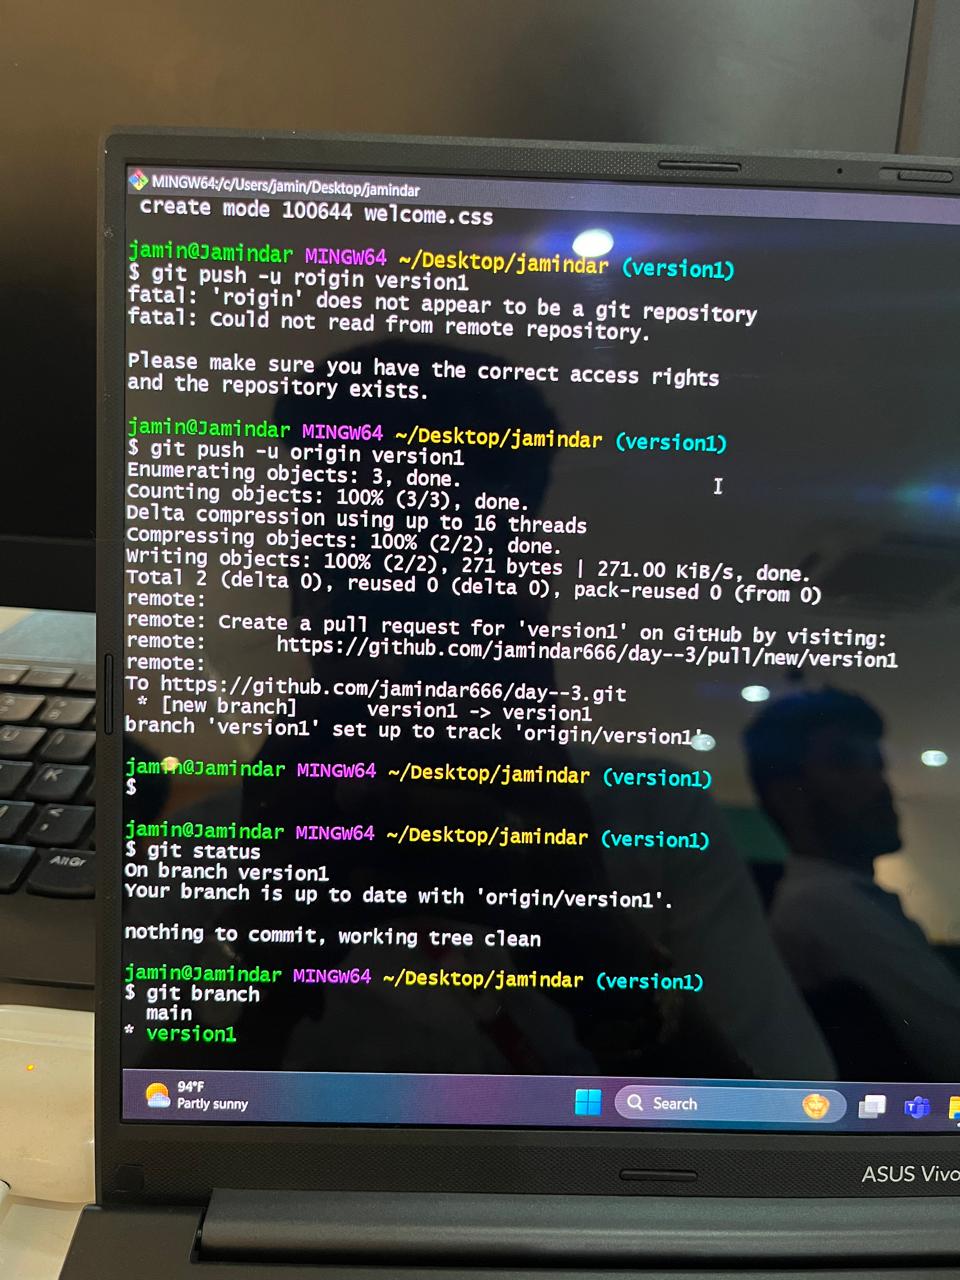 MINGW64:/c/Users/jamin/Desktop/jamindar
create mode 100644 welcome.css
jamin@Jamindar MINGW64 ~/Desktop/jamindar (version1)
$ git push -u roigin version1
fatal: 'roigin' does not appear to be a git repository
fatal: Could not read from remote repository.
Please make sure you have the correct access rights
and the repository exists.
jamin@Jamindar MINGW64 ~/Desktop/jamindar (version1)
$ git push -u origin version1
Enumerating objects: 3, done.
Counting objects: 100% (3/3), done.
Delta compression using up to 16 threads
Compressing objects: 100% (2/2), done.
Writing objects: 100% (2/2), 271 bytes | 271.00 KiB/s, done.
Total 2 (delta 0), reused 0 (delta 0), pack-reused 0 (from 0)
remote:
remote: Create a pull request for 'version1' on GitHub by visiting:
remote:      https://github.com/jamindar666/day--3/pull/new/version1
remote:
To https://github.com/jamindar666/day--3.git
* [new branch]      version1 -> version1
branch 'version1' set up to track 'origin/version1'.
jamin@Jamindar MINGW64 ~/Desktop/jamindar (version1)
$
jamin@Jamindar MINGW64 ~/Desktop/jamindar (version1)
$ git status
On branch version1
Your branch is up to date with 'origin/version1'.
nothing to commit, working tree clean
jamin@Jamindar MINGW64 ~/Desktop/jamindar (version1)
$ git branch
main
* version1
94°F
Partly sunny
Search
ASUS Vivo
K
Alt Gr